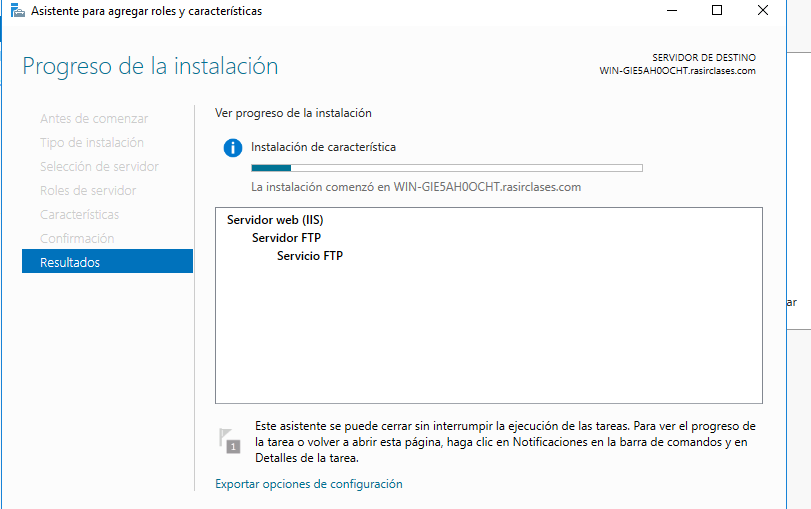 Asistente para agregar roles y características
Progreso de la instalación
SERVIDOR DE DESTINO
WIN-GIE5AH0OCHT.rasirclases.com
Antes de comenzar
Tipo de instalación
Selección de servidor
Roles de servidor
Características
Confirmación
Resultados
Ver progreso de la instalación
Instalación de característica
La instalación comenzó en WIN-GIE5AH0OCHT.rasirclases.com
Servidor web (IIS)
Servidor FTP
Servicio FTP
1
Este asistente se puede cerrar sin interrumpir la ejecución de las tareas. Para ver el progreso de
la tarea o volver a abrir esta página, haga clic en Notificaciones en la barra de comandos y en
Detalles de la tarea.
Exportar opciones de configuración
ar